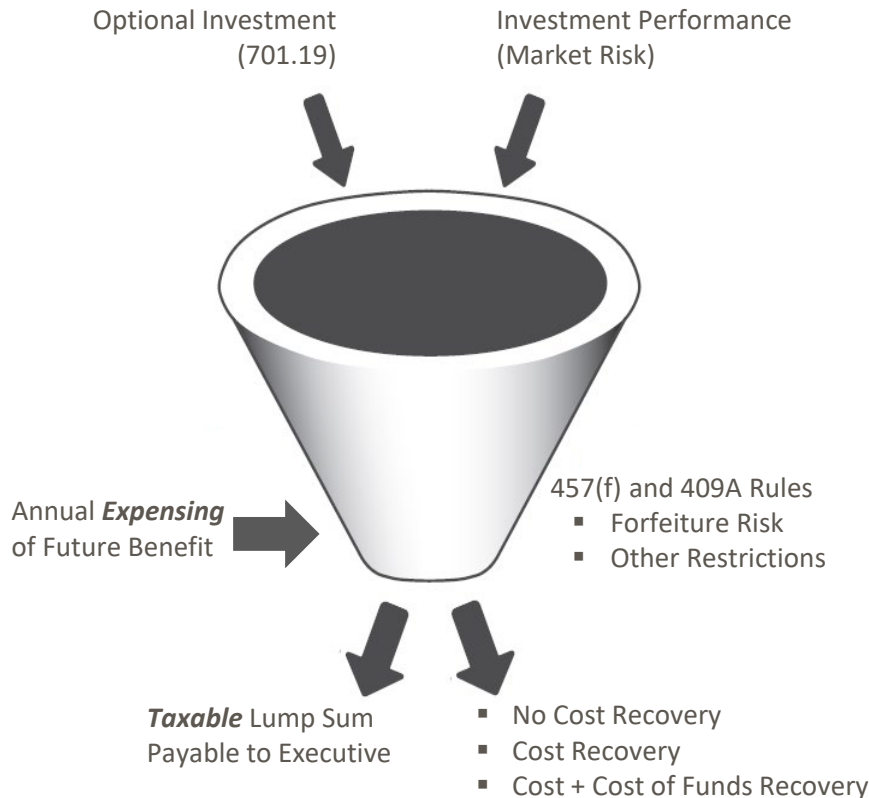 Optional Investment
(701.19)
Investment Performance
(Market Risk)
Annual Expensing
of Future Benefit
457(f) and 409A Rules
▪ Forfeiture Risk
▪ Other Restrictions
Taxable Lump Sum
Payable to Executive
▪ No Cost Recovery
▪ Cost Recovery
▪ Cost + Cost of Funds Recovery